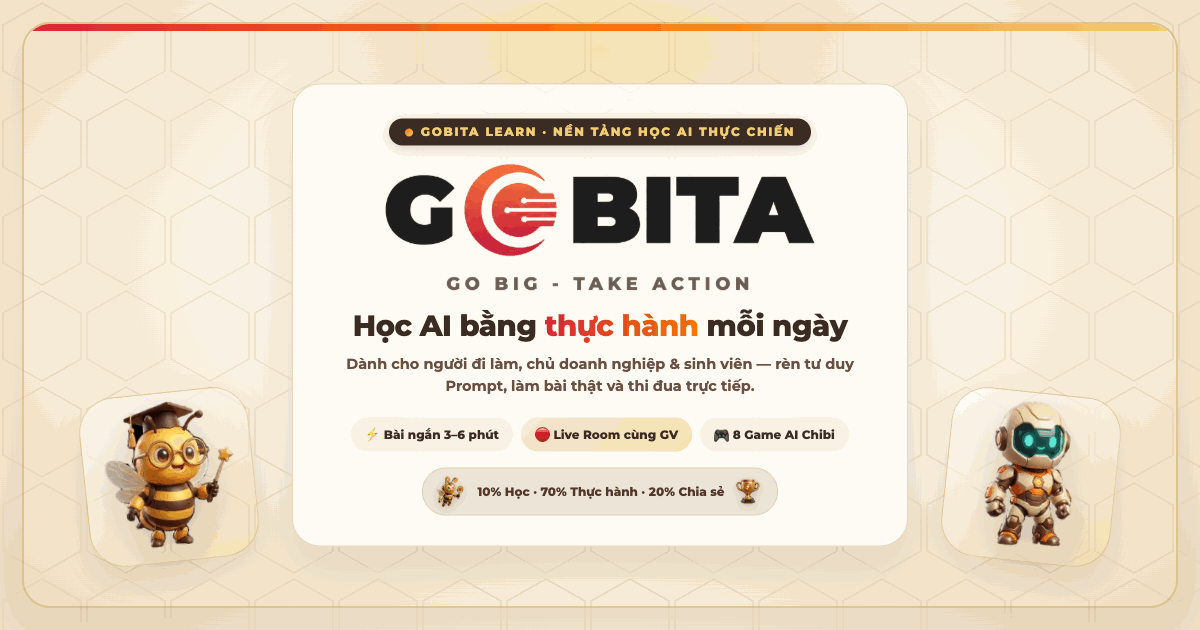 GOBITA LEARN · NỀN TẢNG HỌC AI THỰC CHIẾN
GOBITA
GO BIG - TAKE ACTION
Học AI bằng thực hành mỗi ngày
Dành cho người đi làm, chủ doanh nghiệp & sinh viên — rèn tư duy
Prompt, làm bài thật và thi đua trực tiếp.
⚡ Bài ngắn 3–6 phút
🔴 Live Room cùng GV
🎮 8 Game AI Chibi
10% Học · 70% Thực hành · 20% Chia sẻ